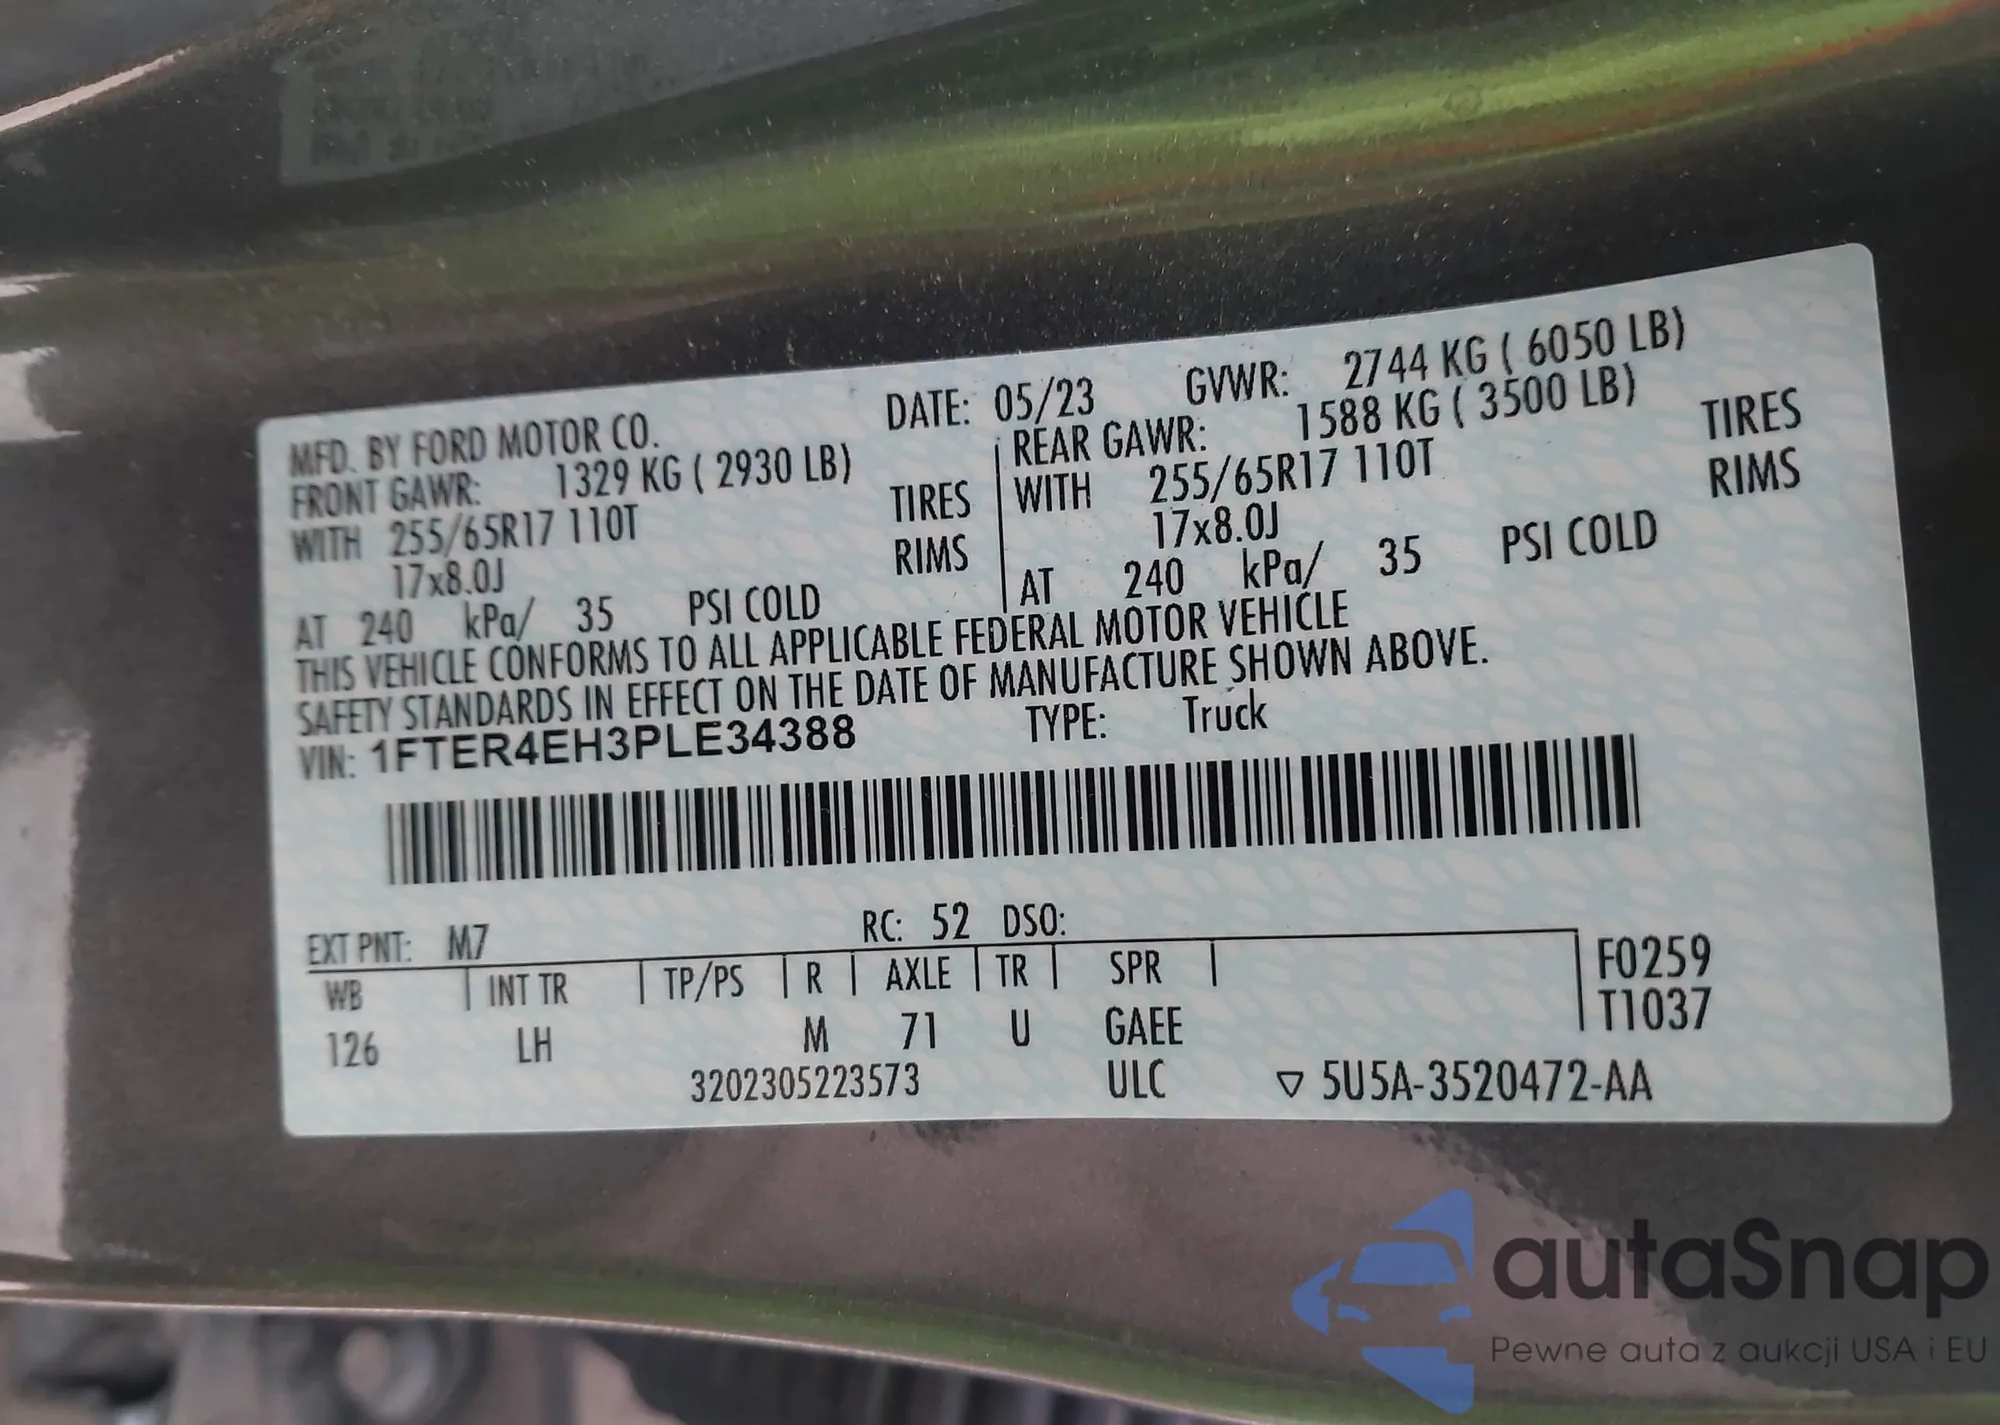 MFD. BY FORD MOTOR CO. DATE: 05/23 GVWR: 2744 KG ( 6050 LB)
FRONT GAWR: 1329 KG ( 2930 LB) REAR GAWR: 1588 KG ( 3500 LB)
WITH 255/65R17 110T TIRES WITH 255/65R17 110T TIRES
17x8.0J RIMS 17x8.0J RIMS
AT 240 kPa/ 35 PSI COLD AT 240 kPa/ 35 PSI COLD
THIS VEHICLE CONFORMS TO ALL APPLICABLE FEDERAL MOTOR VEHICLE
SAFETY STANDARDS IN EFFECT ON THE DATE OF MANUFACTURE SHOWN ABOVE.
VIN: 1FTER4EH3PLE34388 TYPE: Truck
EXT PNT: M7 RC: 52 DSO:
WB INT TR TP/PS R AXLE TR SPR F0259
126 LH M 71 U GAEE T1037
3202305223573 ULC ▽ 5U5A-3520472-AA
autaSnap
Pewne auta z aukcji USA i EU